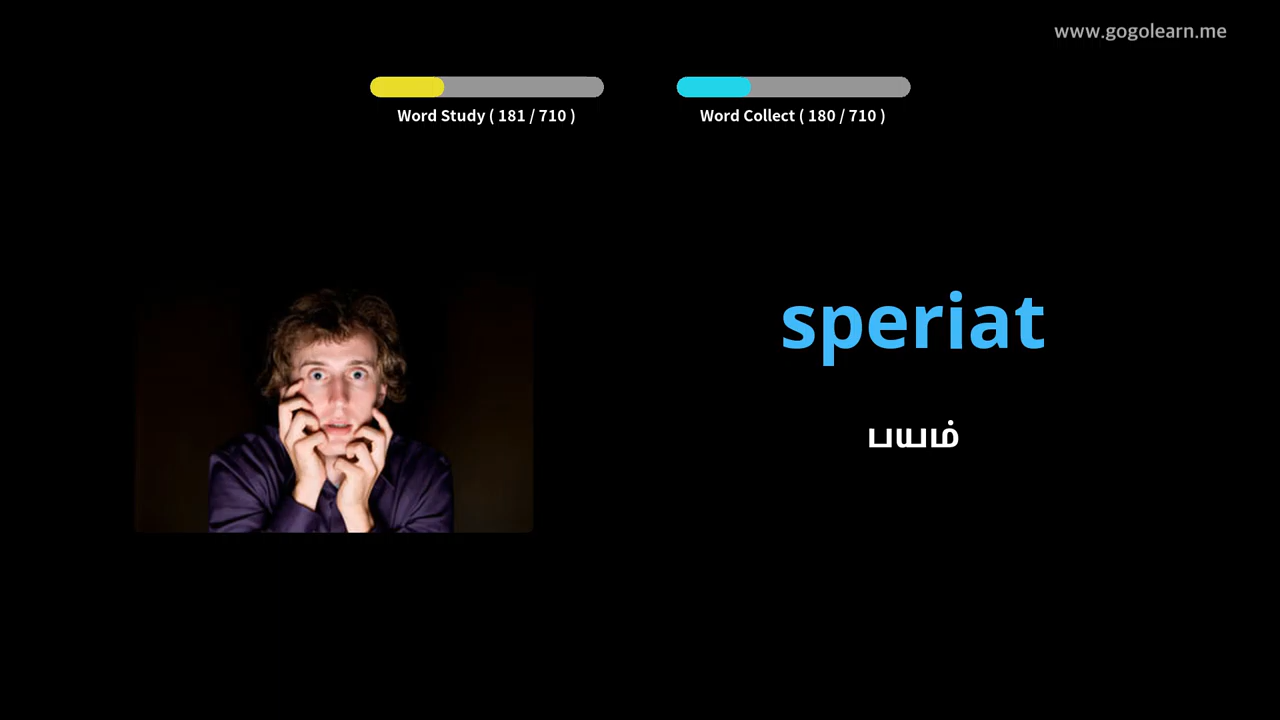 www.gogolearn.me
Word Study ( 181 / 710 )
Word Collect ( 180 / 710 )
speriat
பயம்